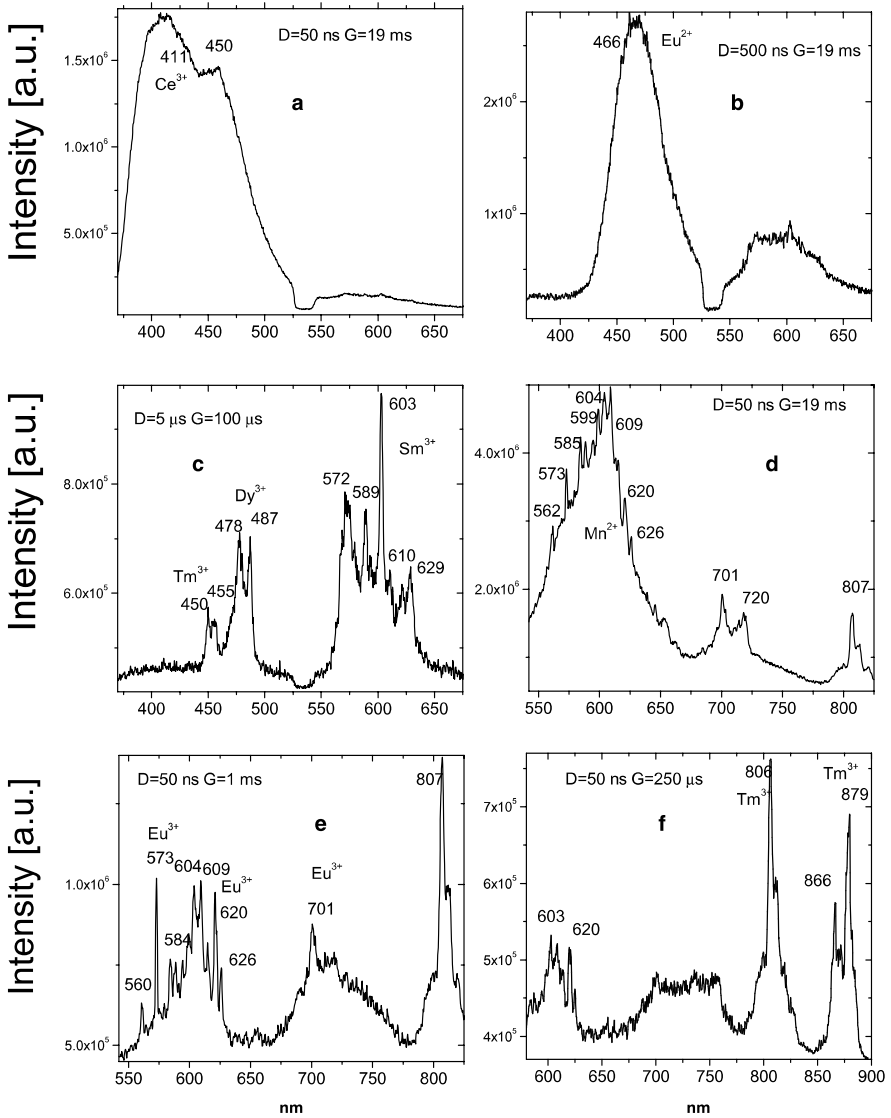 Intensity [a.u.]
D=50 ns G=19 ms
411
450
Ce³⁺
a
1.5x10⁶
1.0x10⁶
5.0x10⁵
400 450 500 550 600 650
D=500 ns G=19 ms
466
Eu²⁺
b
2x10⁶
1x10⁶
400 450 500 550 600 650
Intensity [a.u.]
D=5 μs G=100 μs
c
603
Sm³⁺
572
589
Dy³⁺
478
487
610
629
Tm³⁺
450
455
8.0x10⁵
6.0x10⁵
400 450 500 550 600 650
D=50 ns G=19 ms
d
604
599
609
585
573
562
620
626
Mn²⁺
701
720
807
4.0x10⁶
2.0x10⁶
550 600 650 700 750 800
Intensity [a.u.]
D=50 ns G=1 ms
e
807
Eu³⁺
573
604
609
Eu³⁺
620
584
626
560
Eu³⁺
701
1.0x10⁶
5.0x10⁵
550 600 650 700 750 800
nm
D=50 ns G=250 μs
f
806
Tm³⁺
Tm³⁺
879
866
603
620
7x10⁵
6x10⁵
5x10⁵
4x10⁵
600 650 700 750 800 850 900
nm